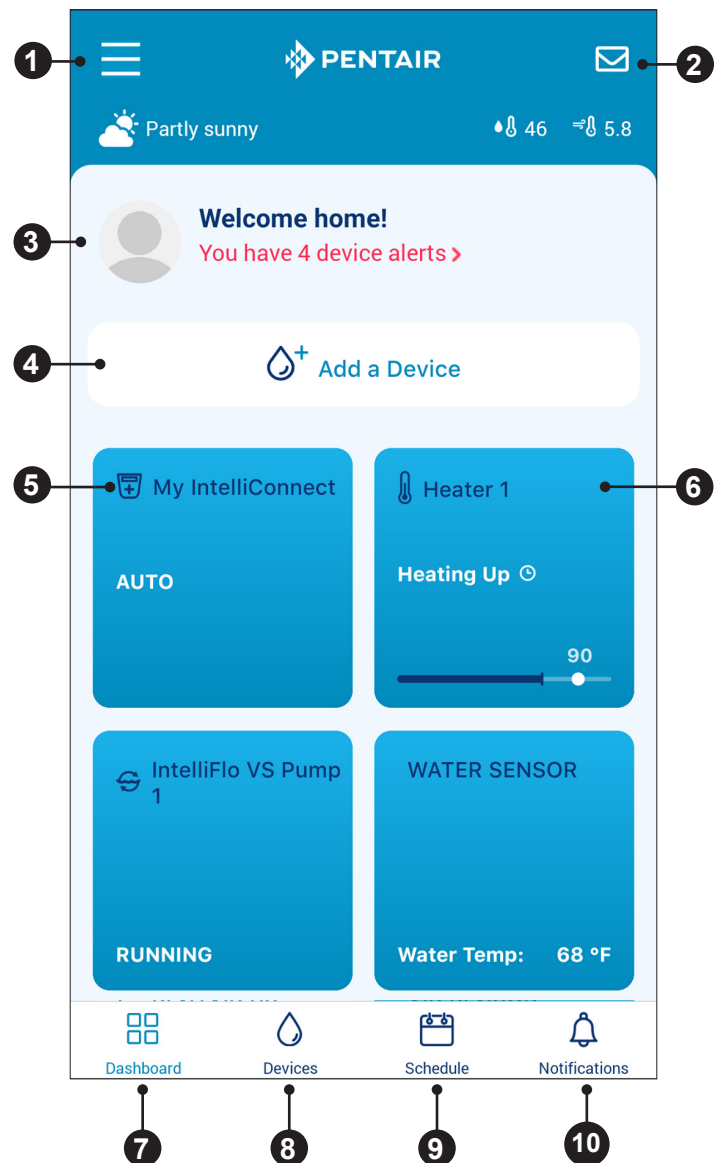 1
PENTAIR
2
Partly sunny
46
5.8
3
Welcome home!
You have 4 device alerts
4
Add a Device
5
My IntelliConnect
Heater 1
6
AUTO
Heating Up
90
IntelliFlo VS Pump
1
WATER SENSOR
RUNNING
Water Temp: 68 °F
Dashboard
Devices
Schedule
Notifications
7
8
9
10